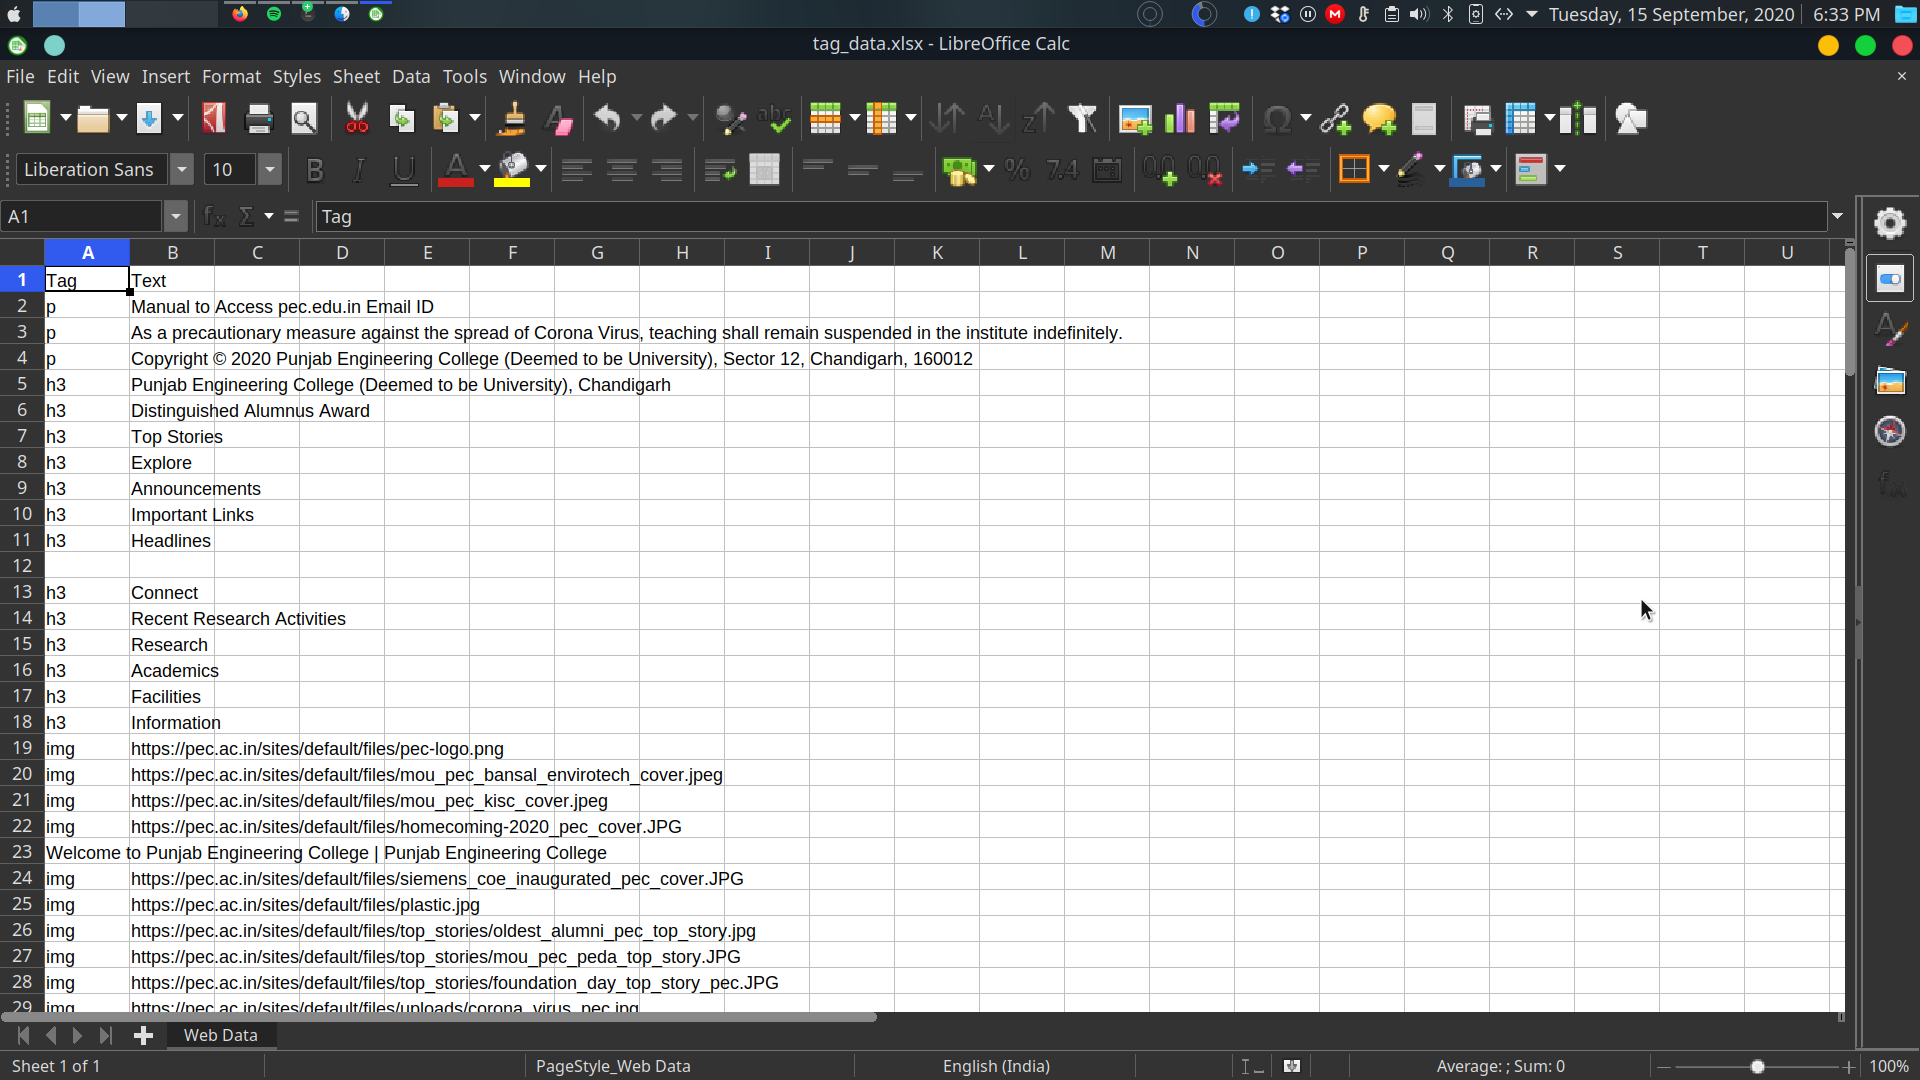 Tuesday, 15 September, 2020 6:33 PM
tag_data.xlsx - LibreOffice Calc
File Edit View Insert Format Styles Sheet Data Tools Window Help
Liberation Sans 10
A1 Tag
A B C D E F G H I J K L M N O P Q R S T U
1 Tag Text
2 p Manual to Access pec.edu.in Email ID
3 p As a precautionary measure against the spread of Corona Virus, teaching shall remain suspended in the institute indefinitely.
4 p Copyright © 2020 Punjab Engineering College (Deemed to be University), Sector 12, Chandigarh, 160012
5 h3 Punjab Engineering College (Deemed to be University), Chandigarh
6 h3 Distinguished Alumnus Award
7 h3 Top Stories
8 h3 Explore
9 h3 Announcements
10 h3 Important Links
11 h3 Headlines
12
13 h3 Connect
14 h3 Recent Research Activities
15 h3 Research
16 h3 Academics
17 h3 Facilities
18 h3 Information
19 img https://pec.ac.in/sites/default/files/pec-logo.png
20 img https://pec.ac.in/sites/default/files/mou_pec_bansal_envirotech_cover.jpeg
21 img https://pec.ac.in/sites/default/files/mou_pec_kisc_cover.jpeg
22 img https://pec.ac.in/sites/default/files/homecoming-2020_pec_cover.JPG
23 Welcome to Punjab Engineering College | Punjab Engineering College
24 img https://pec.ac.in/sites/default/files/siemens_coe_inaugurated_pec_cover.JPG
25 img https://pec.ac.in/sites/default/files/plastic.jpg
26 img https://pec.ac.in/sites/default/files/top_stories/oldest_alumni_pec_top_story.jpg
27 img https://pec.ac.in/sites/default/files/top_stories/mou_pec_peda_top_story.JPG
28 img https://pec.ac.in/sites/default/files/top_stories/foundation_day_top_story_pec.JPG
29 img https://pec.ac.in/sites/default/files/uploads/corona_virus_pec.jpg
Web Data
Sheet 1 of 1 PageStyle_Web Data English (India) Average: ; Sum: 0 100%